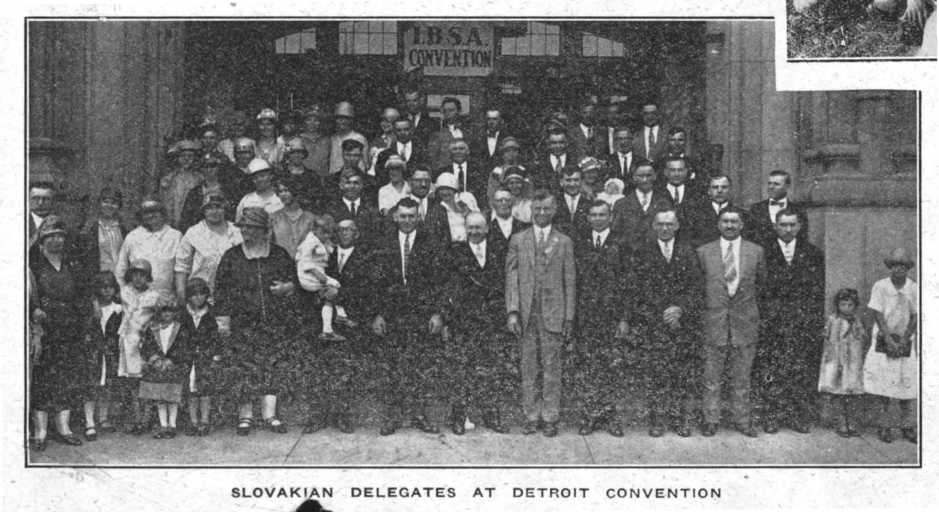 I.B.S.A.
CONVENTION
SLOVAKIAN DELEGATES AT DETROIT CONVENTION